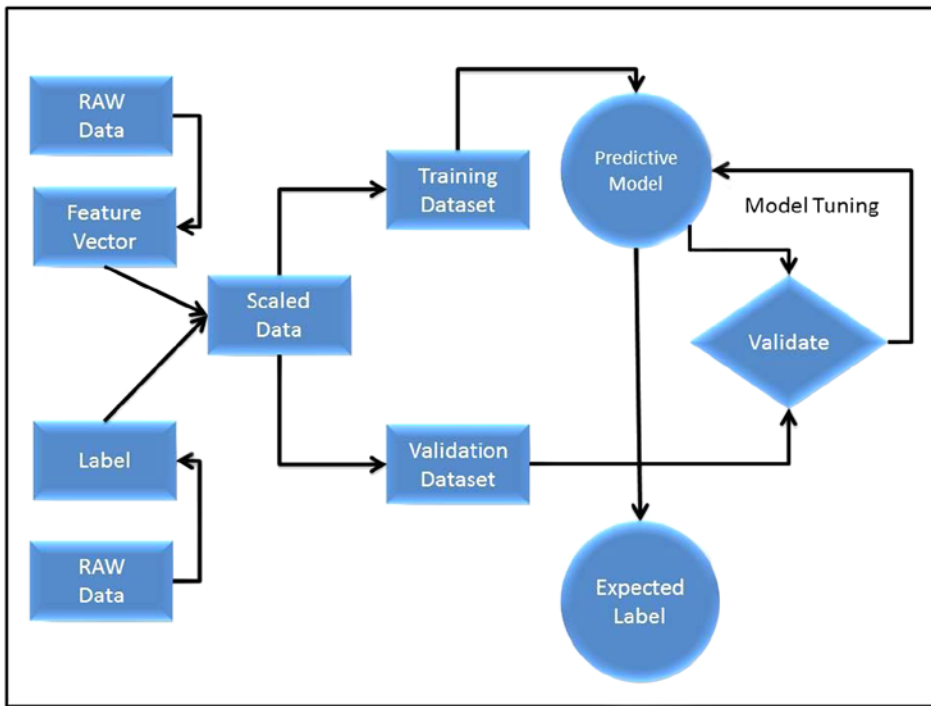 RAW
Data
Feature
Vector
Scaled
Data
Label
RAW
Data
Training
Dataset
Validation
Dataset
Predictive
Model
Model Tuning
Validate
Expected
Label